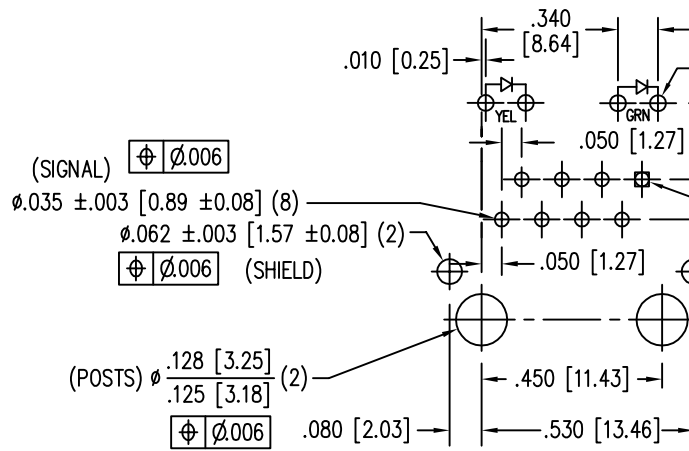 .340
[8.64]
.010 [0.25]
YEL
GRN
.050 [1.27]
(SIGNAL) ⌖ Ø.006
ø.035 ±.003 [0.89 ±0.08] (8)
ø.062 ±.003 [1.57 ±0.08] (2)
⌖ Ø.006 (SHIELD)
.050 [1.27]
(POSTS) ø .128 [3.25] (2)
.125 [3.18]
⌖ Ø.006
.450 [11.43]
.080 [2.03]
.530 [13.46]